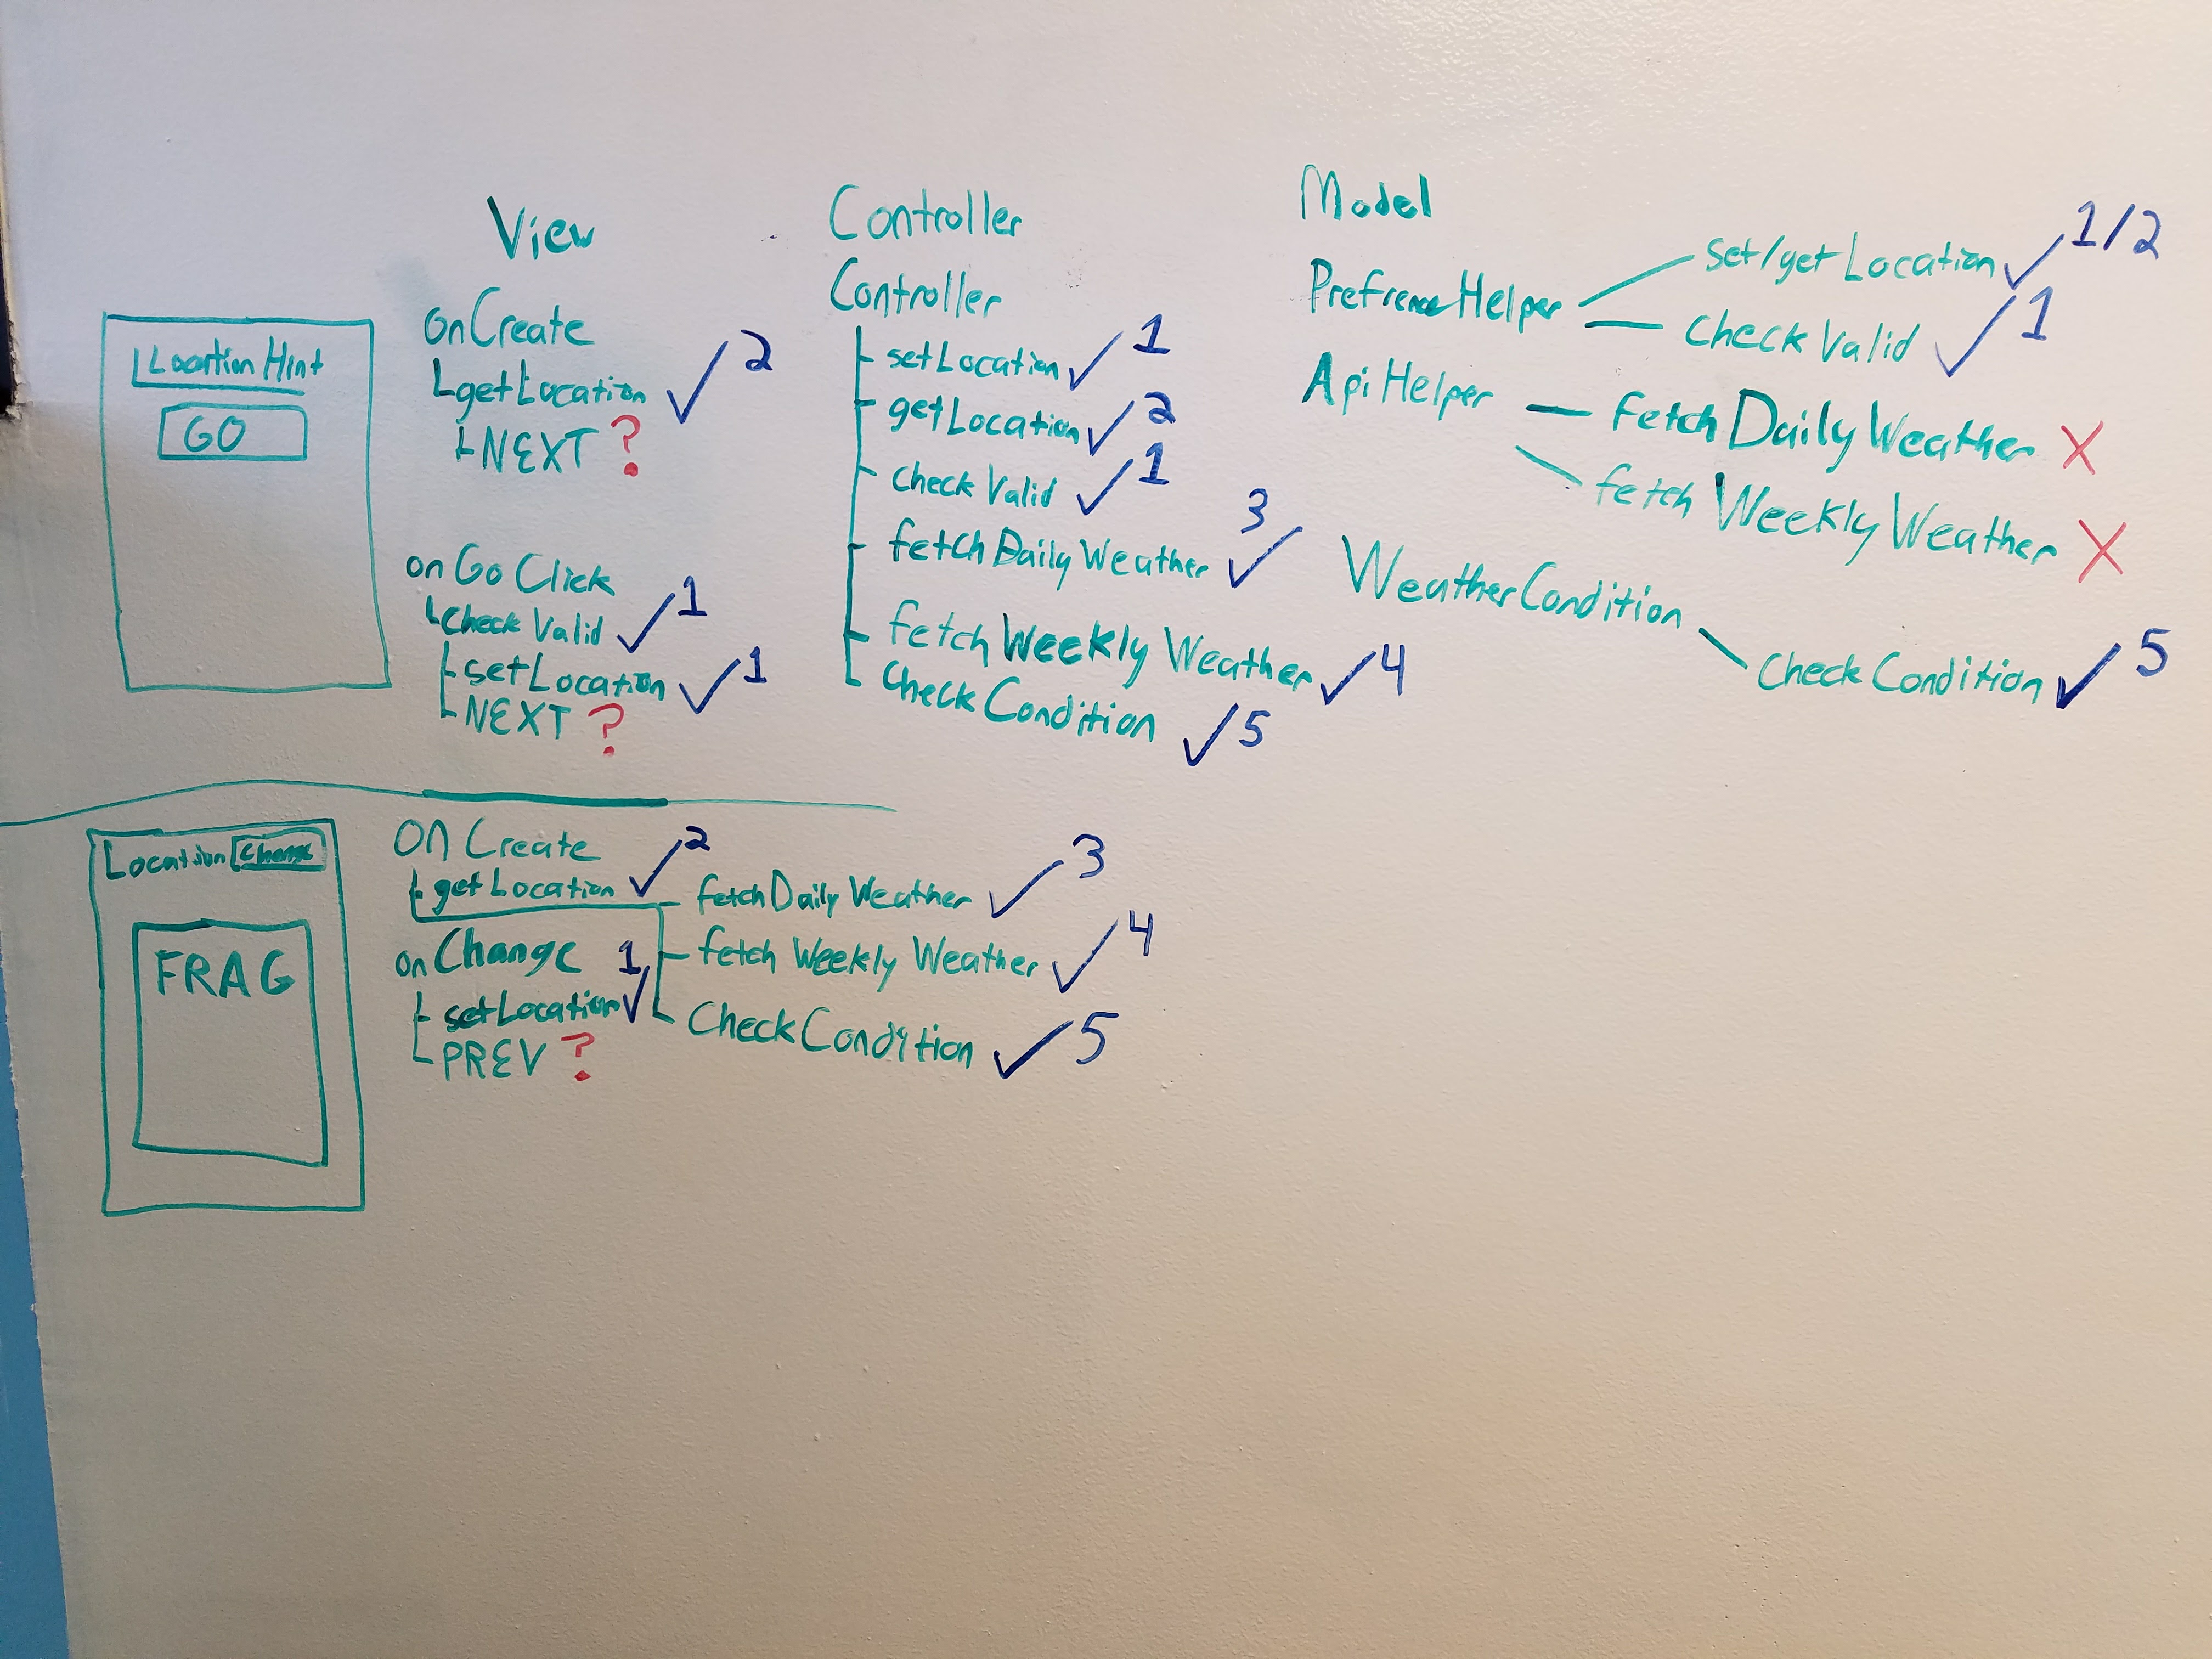 View
Location Hint
GO
onCreate
getLocation ✓ 2
NEXT ?
onGo Click
Check Valid ✓ 1
setLocation ✓ 1
NEXT ?
Controller
Controller
setLocation ✓ 1
getLocation ✓ 2
Check Valid ✓ 1
fetch Daily Weather ✓ 3
fetch Weekly Weather ✓ 4
Check Condition ✓ 5
Model
Prefrence Helper
set/get Location ✓ 1/2
Check Valid ✓ 1
Api Helper
Fetch Daily Weather X
fetch Weekly Weather X
Weather Condition
Check Condition ✓ 5
Location Change
FRAG
ON Create
get Location ✓ 2
fetch Daily Weather ✓ 3
fetch Weekly Weather ✓ 4
Check Condition ✓ 5
on Change
setLocation ✓ 1
PREV ?